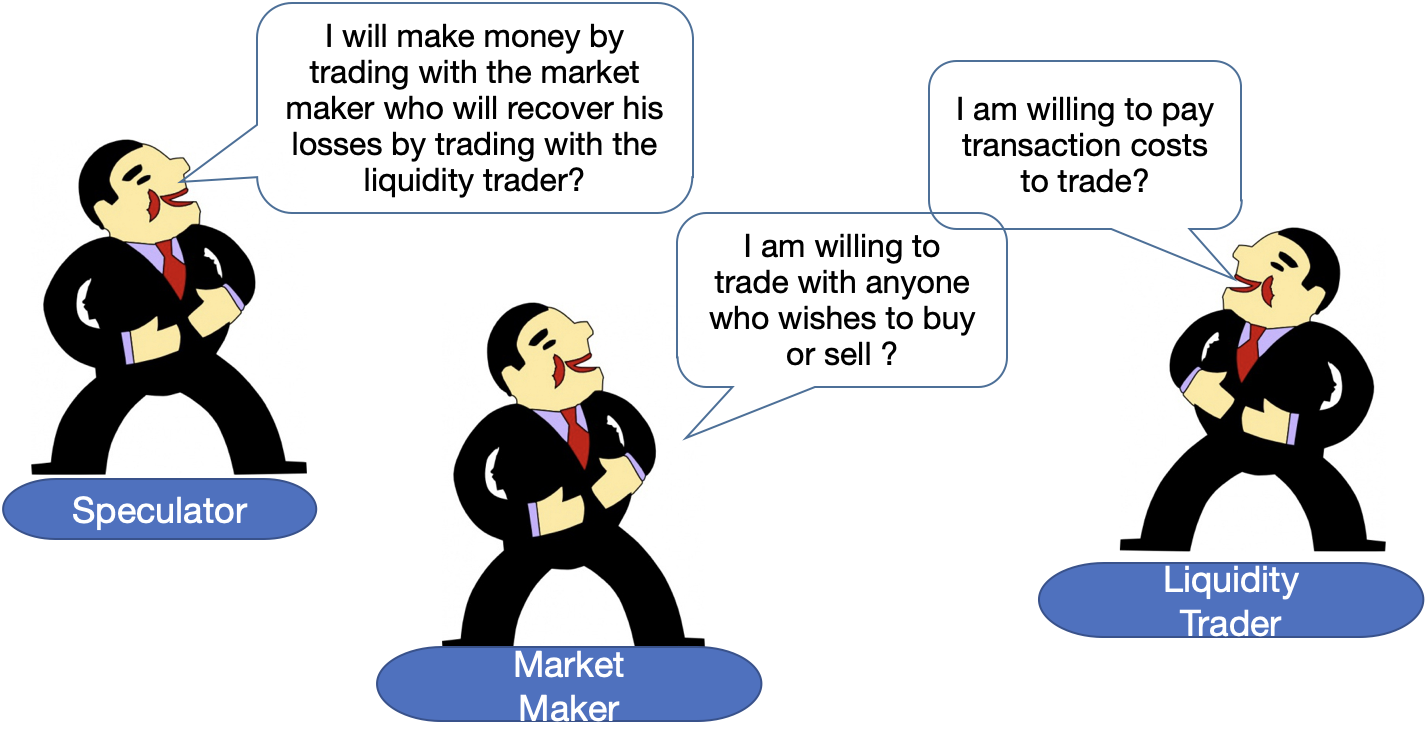 I will make money by
trading with the market
maker who will recover his
losses by trading with the
liquidity trader?
I am willing to pay
transaction costs
to trade?
I am willing to
trade with anyone
who wishes to buy
or sell ?
Speculator
Liquidity
Trader
Market
Maker